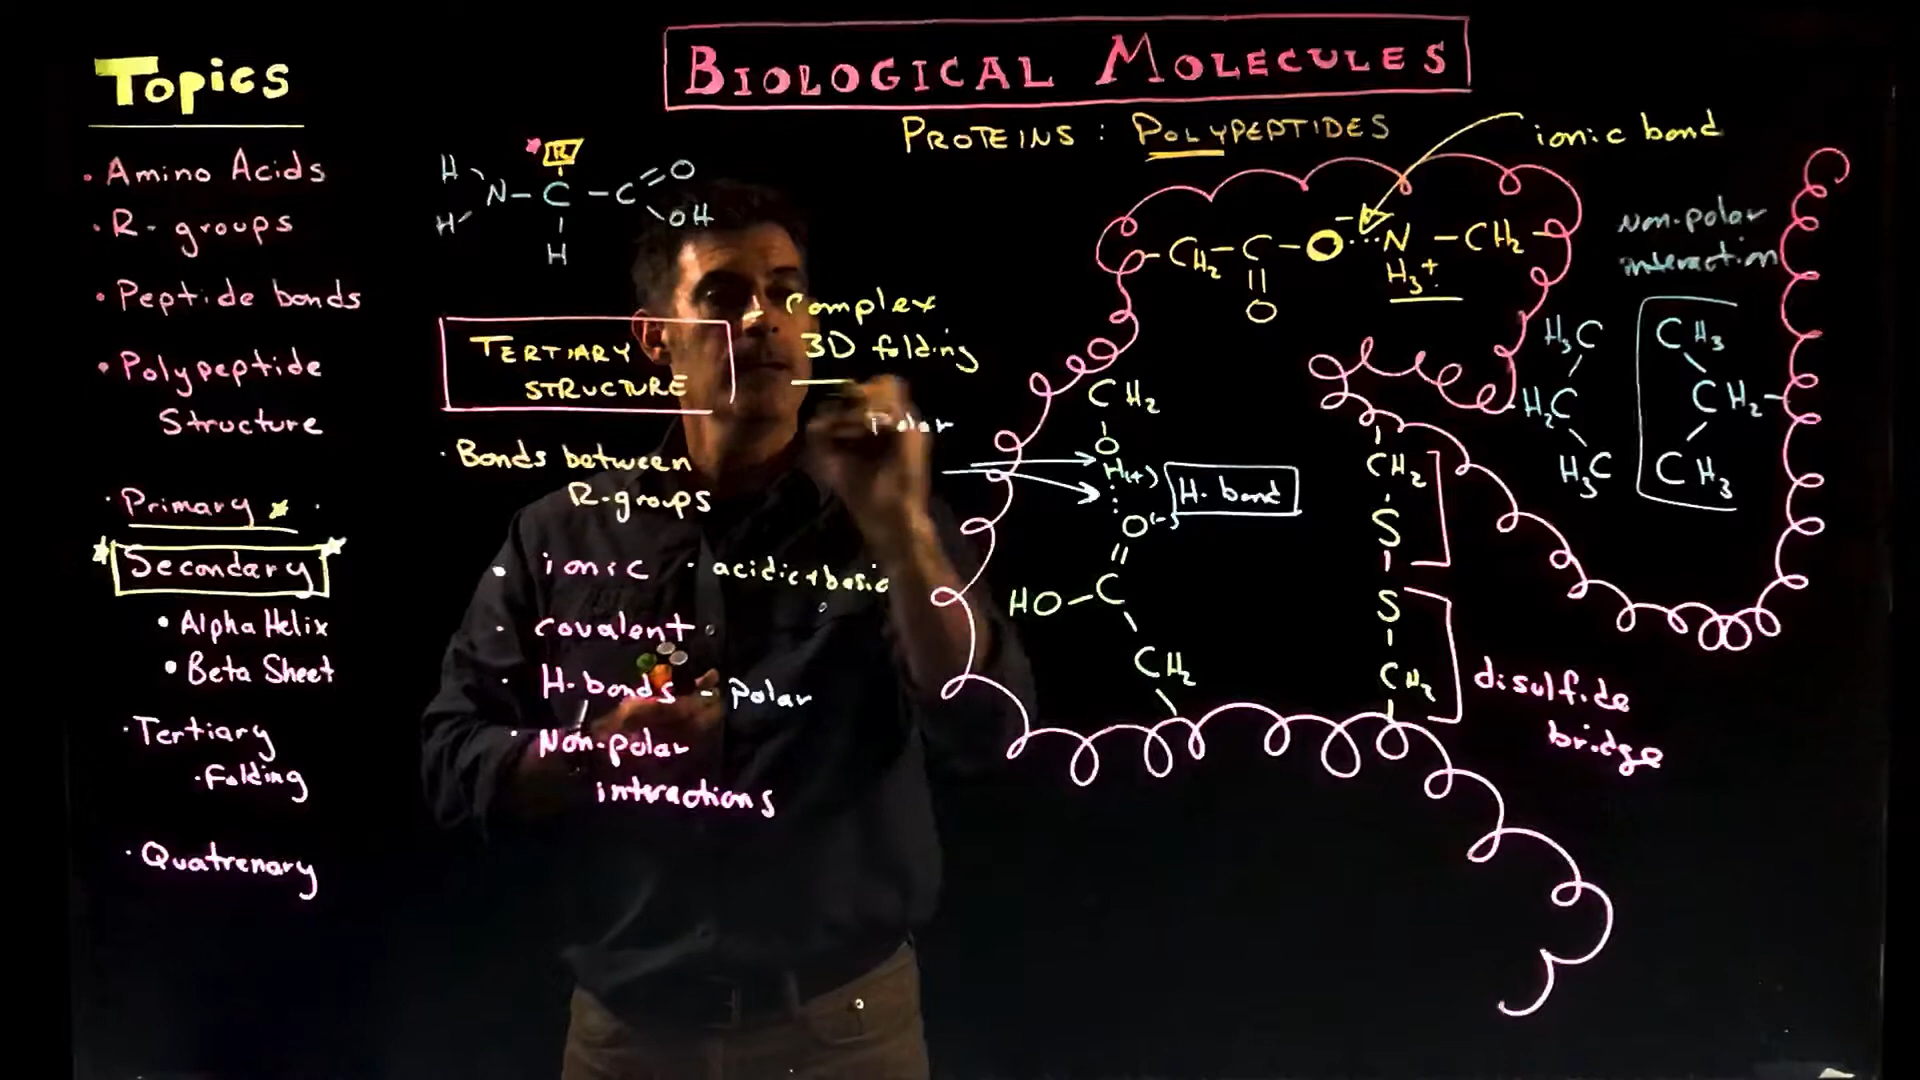 BIOLOGICAL MOLECULES
PROTEINS: POLYPEPTIDES
Topics
• Amino Acids
• R-groups
• Peptide bonds
• Polypeptide
Structure
• Primary
Secondary
• Alpha Helix
• Beta Sheet
• Tertiary
• Folding
• Quatrenary
R
H
N-C-C
O
H
OH
H
TERTIARY
STRUCTURE
Complex
3D folding
Polar
• Bonds between
R-groups
• ionic • acidic + basic
• covalent
• H-bonds - polar
• Non-polar
interactions
ionic bond
-CH2-C-O-...N-CH2-
H3+
O
CH2
O
H(+)
H-bond
O(-)
HO-C
CH2
CH2
S
S
CH2
disulfide
bridge
Non-polar
interaction
H3C
H2C
H3C
CH3
CH2-
CH3